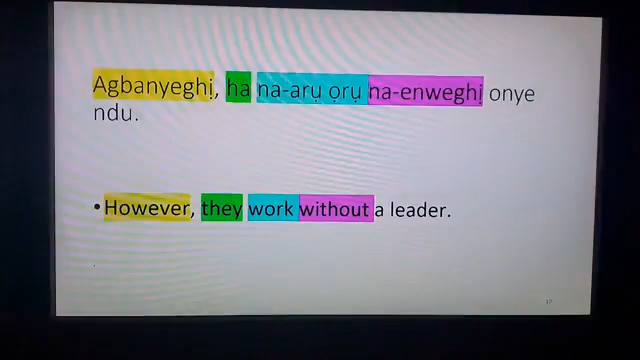 Agbanyeghị, ha na-arụ ọrụ na-enweghị onye
ndu.
•However, they work without a leader.